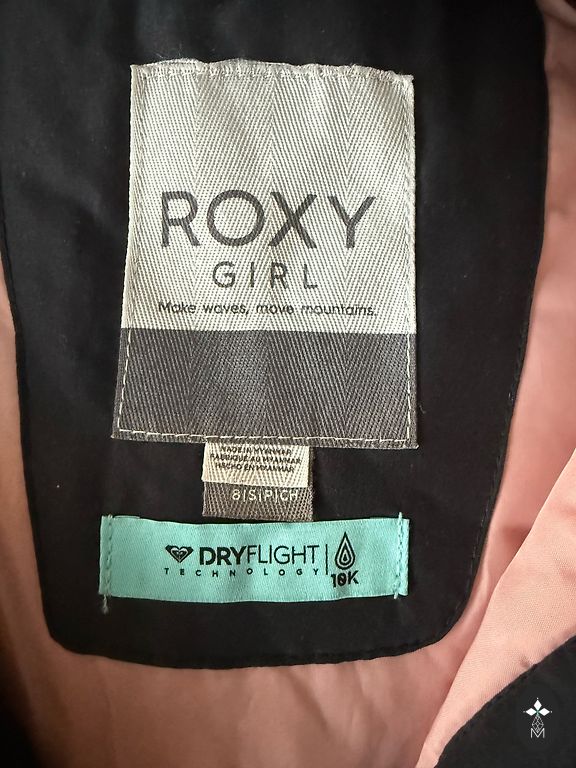 ROXY
GIRL
Make waves, move mountains.
MADE IN MYANMAR
FABRIQUÉ AU MYANMAR
HECHO EN MYANMAR
8|S|P|CH
DRYFLIGHT
TECHNOLOGY
10K
M